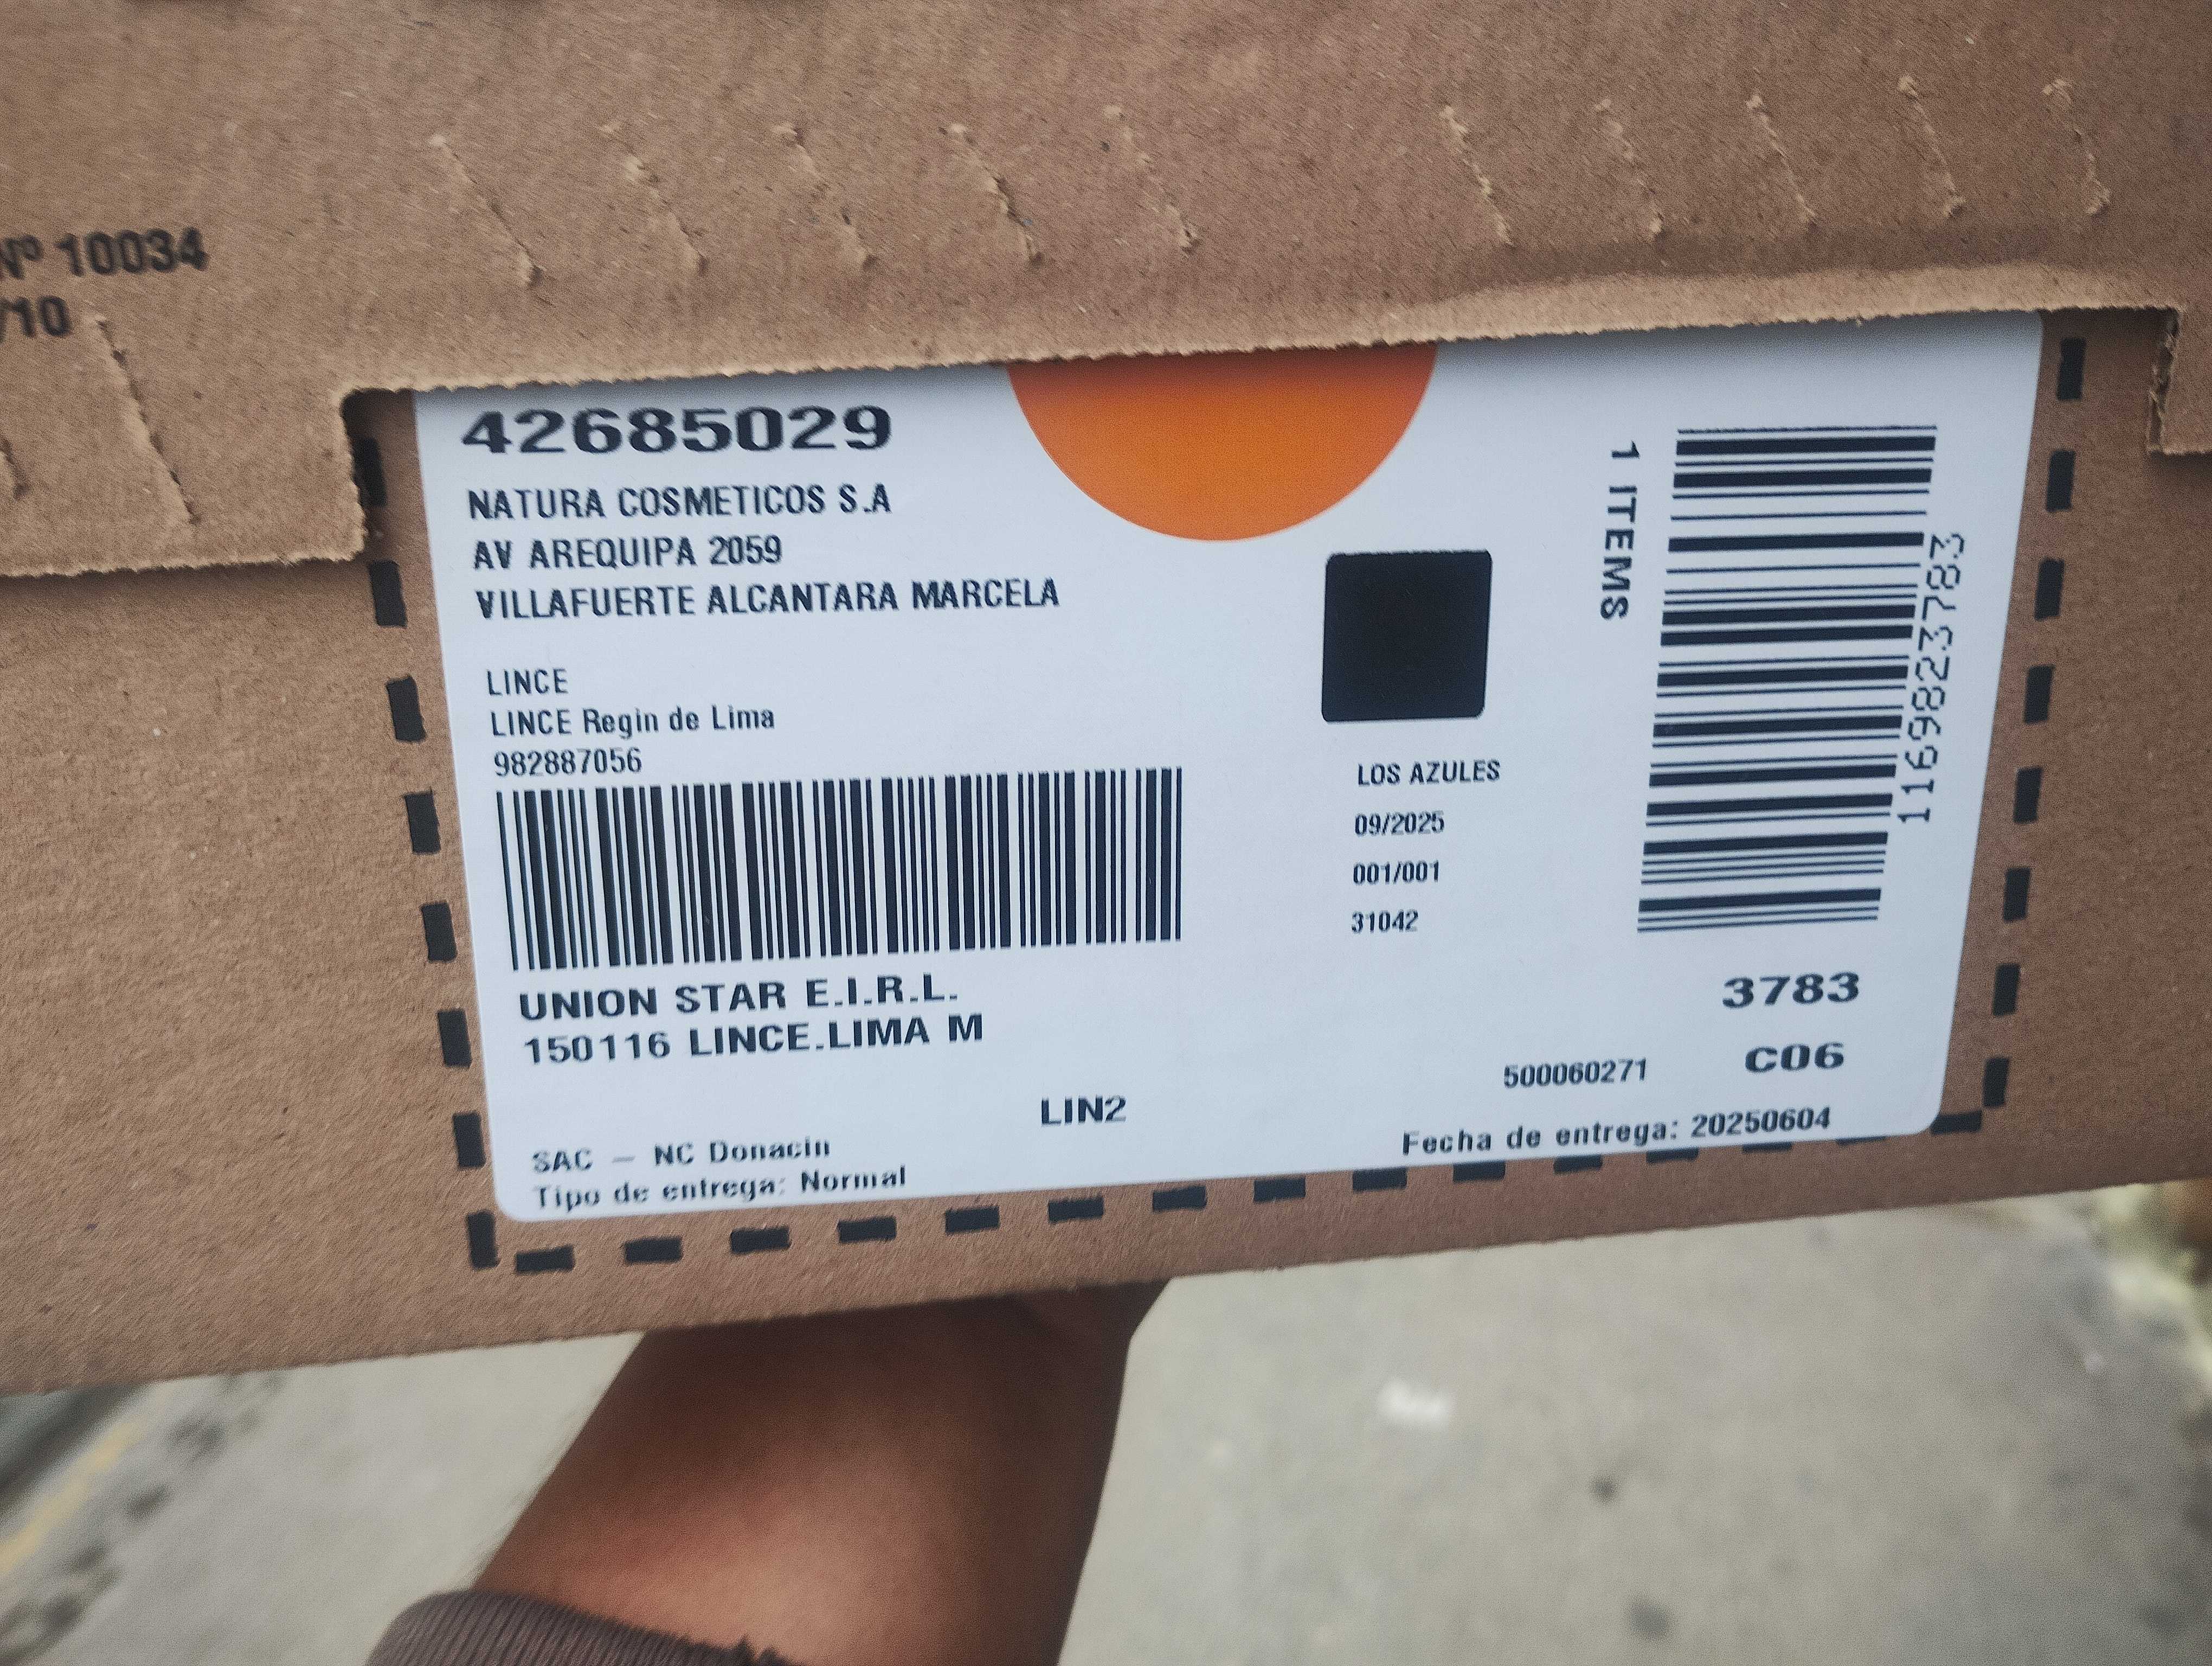 Nº 10034
/10
42685029
NATURA COSMETICOS S.A
AV AREQUIPA 2059
VILLAFUERTE ALCANTARA MARCELA
LINCE
LINCE Regin de Lima
982887056
UNION STAR E.I.R.L.
150116 LINCE.LIMA M
LIN2
SAC – NC Donacin
Tipo de entrega: Normal
LOS AZULES
09/2025
001/001
31042
1 ITEMS
1169823783
3783
C06
500060271
Fecha de entrega: 20250604